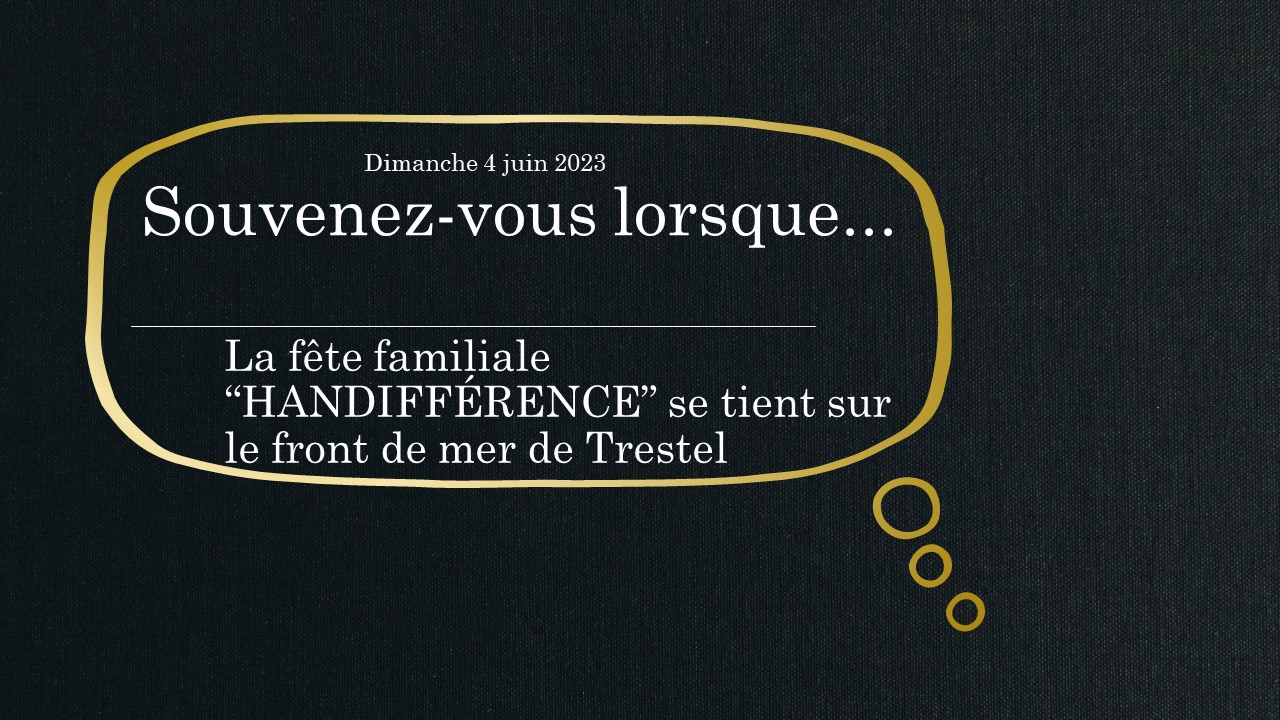 Dimanche 4 juin 2023
Souvenez-vous lorsque...
La fête familiale
“HANDIFFÉRENCE” se tient sur
le front de mer de Trestel